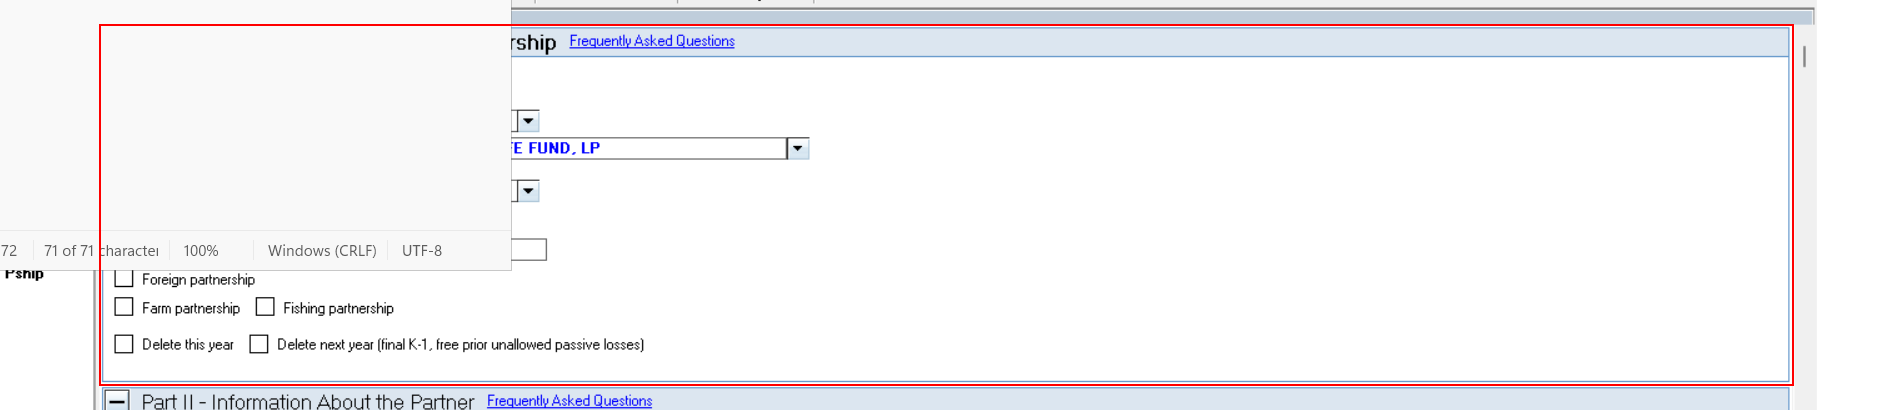 Frequently Asked Questions
FUND, LP
72 71 of 71 character 100% Windows (CRLF) UTF-8
Pship
Foreign partnership
Farm partnership Fishing partnership
Delete this year Delete next year (final K-1, free prior unallowed passive losses)
Part II - Information About the Partner Frequently Asked Questions